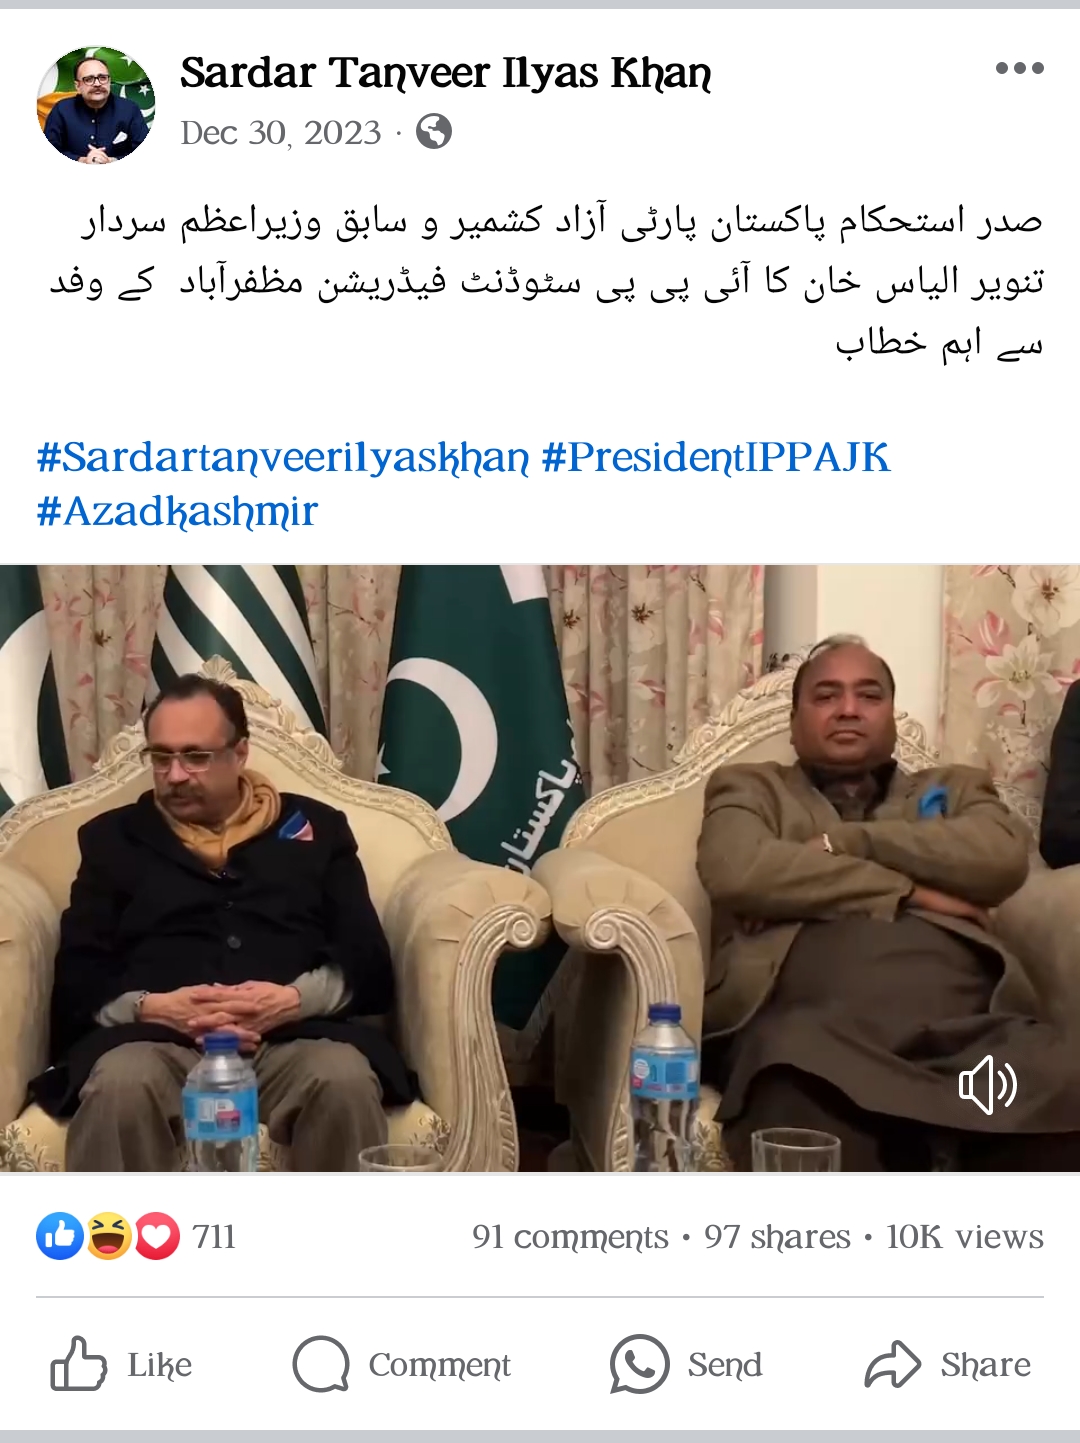 Sardar Tanveer Ilyas Khan
Dec 30, 2023 ·
صدر استحکام پاکستان پارٹی آزاد کشمیر و سابق وزیراعظم سردار
تنویر الیاس خان کا آئی پی پی سٹوڈنٹ فیڈریشن مظفرآباد کے وفد
سے اہم خطاب
#Sardartanveerilyaskhan #PresidentIPPAJK
#Azadkashmir
پاکستان
711
91 comments • 97 shares • 10K views
Like
Comment
Send
Share